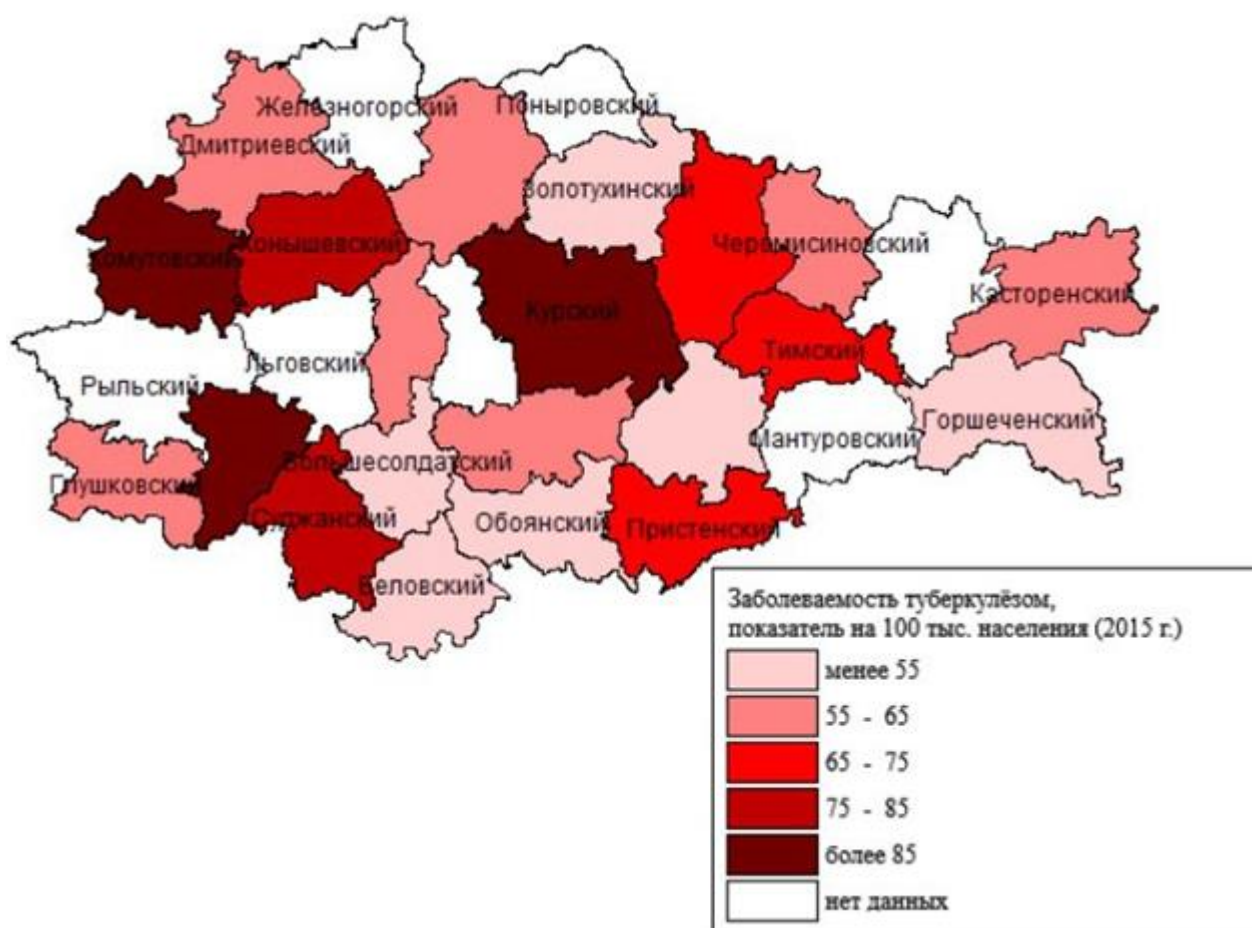 Железногорский
Поныровский
Дмитриевский
Золотухинский
Конышевский
Черемисиновский
Хомутовский
Касторенский
Курский
Льговский
Тимский
Рыльский
Горшеченский
Мантуровский
Большесолдатский
Глушковский
Суджанский
Обоянский
Пристенский
Беловский
Заболеваемость туберкулёзом,
показатель на 100 тыс. населения (2015 г.)
менее 55
55 - 65
65 - 75
75 - 85
более 85
нет данных